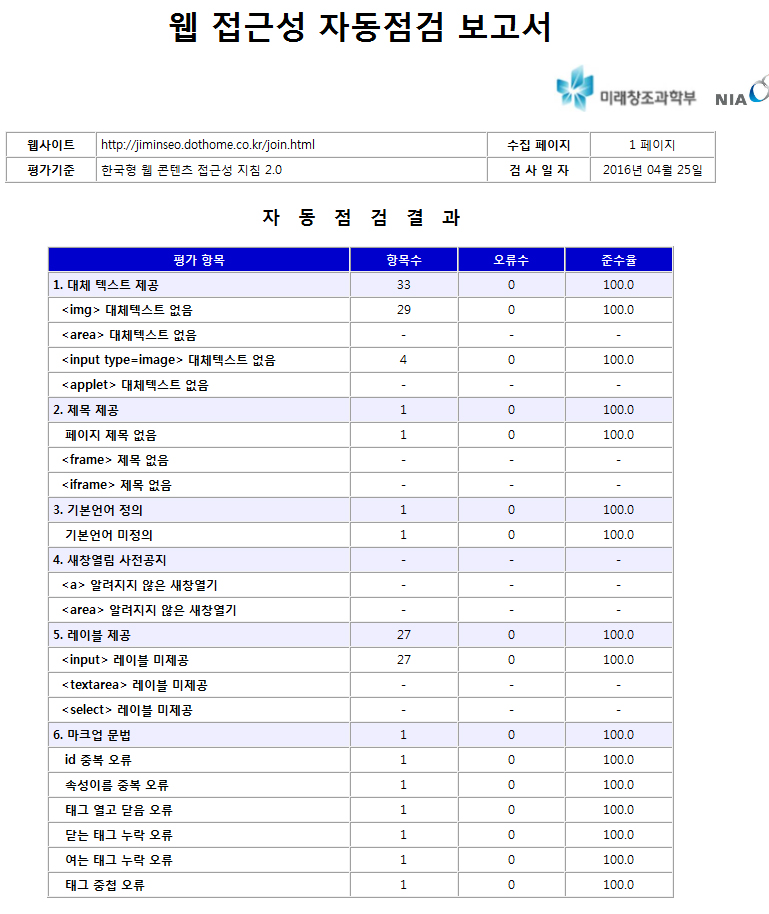 웹 접근성 자동점검 보고서
미래창조과학부 NIA
웹사이트 http://jiminseo.dothome.co.kr/join.html 수집 페이지 1 페이지
평가기준 한국형 웹 콘텐츠 접근성 지침 2.0 검 사 일 자 2016년 04월 25일
자 동 점 검 결 과
평가 항목 항목수 오류수 준수율
1. 대체 텍스트 제공 33 0 100.0
<img> 대체텍스트 없음 29 0 100.0
<area> 대체텍스트 없음 - - -
<input type=image> 대체텍스트 없음 4 0 100.0
<applet> 대체텍스트 없음 - - -
2. 제목 제공 1 0 100.0
페이지 제목 없음 1 0 100.0
<frame> 제목 없음 - - -
<iframe> 제목 없음 - - -
3. 기본언어 정의 1 0 100.0
기본언어 미정의 1 0 100.0
4. 새창열림 사전공지 - - -
<a> 알려지지 않은 새창열기 - - -
<area> 알려지지 않은 새창열기 - - -
5. 레이블 제공 27 0 100.0
<input> 레이블 미제공 27 0 100.0
<textarea> 레이블 미제공 - - -
<select> 레이블 미제공 - - -
6. 마크업 문법 1 0 100.0
id 중복 오류 1 0 100.0
속성이름 중복 오류 1 0 100.0
태그 열고 닫음 오류 1 0 100.0
닫는 태그 누락 오류 1 0 100.0
여는 태그 누락 오류 1 0 100.0
태그 중첩 오류 1 0 100.0